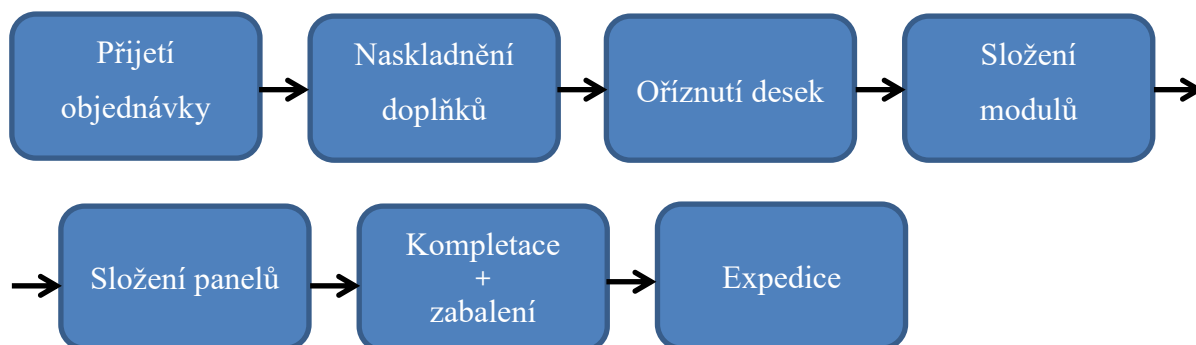 Přijetí
objednávky
Naskladnění
doplňků
Oříznutí desek
Složení
modulů
Složení panelů
Kompletace
+
zabalení
Expedice